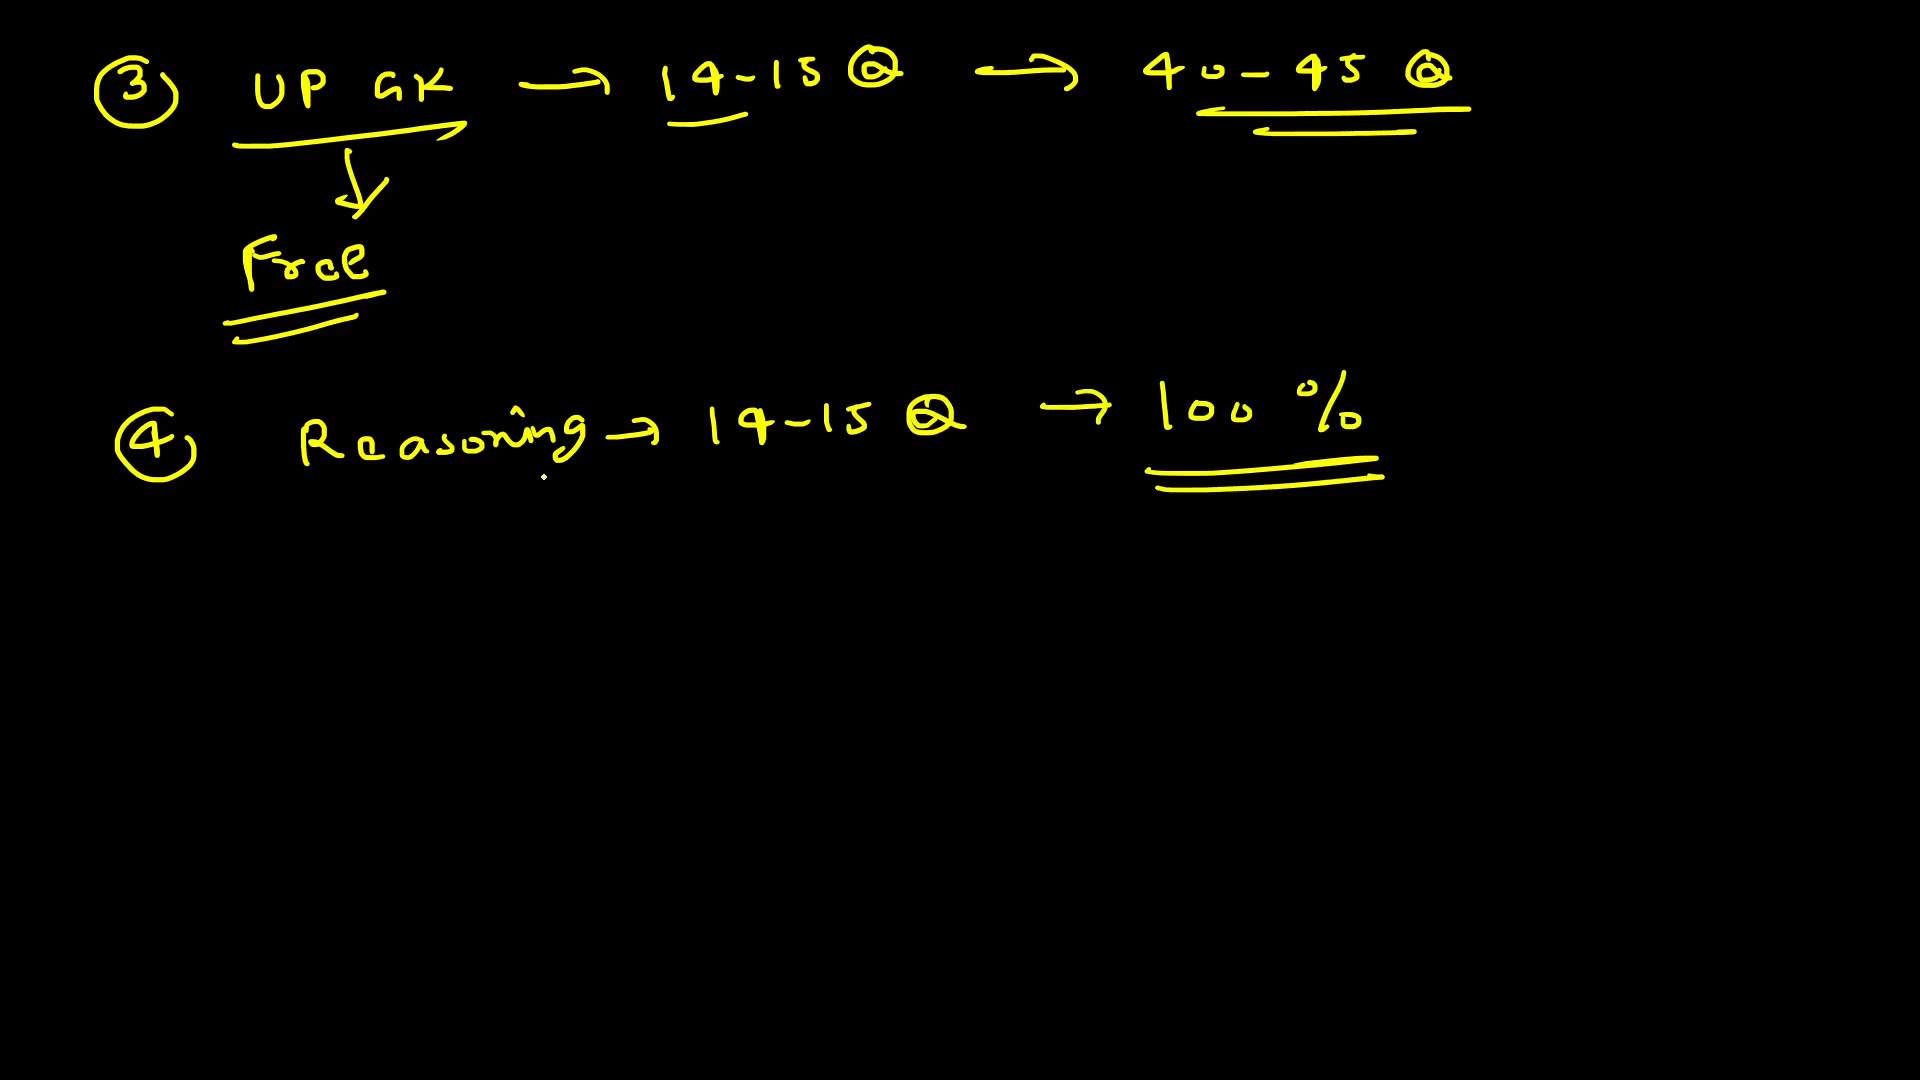 ③ UP GK → 14-15 Q → 40-45 Q
Free
④ Reasoning → 14-15 Q → 100%